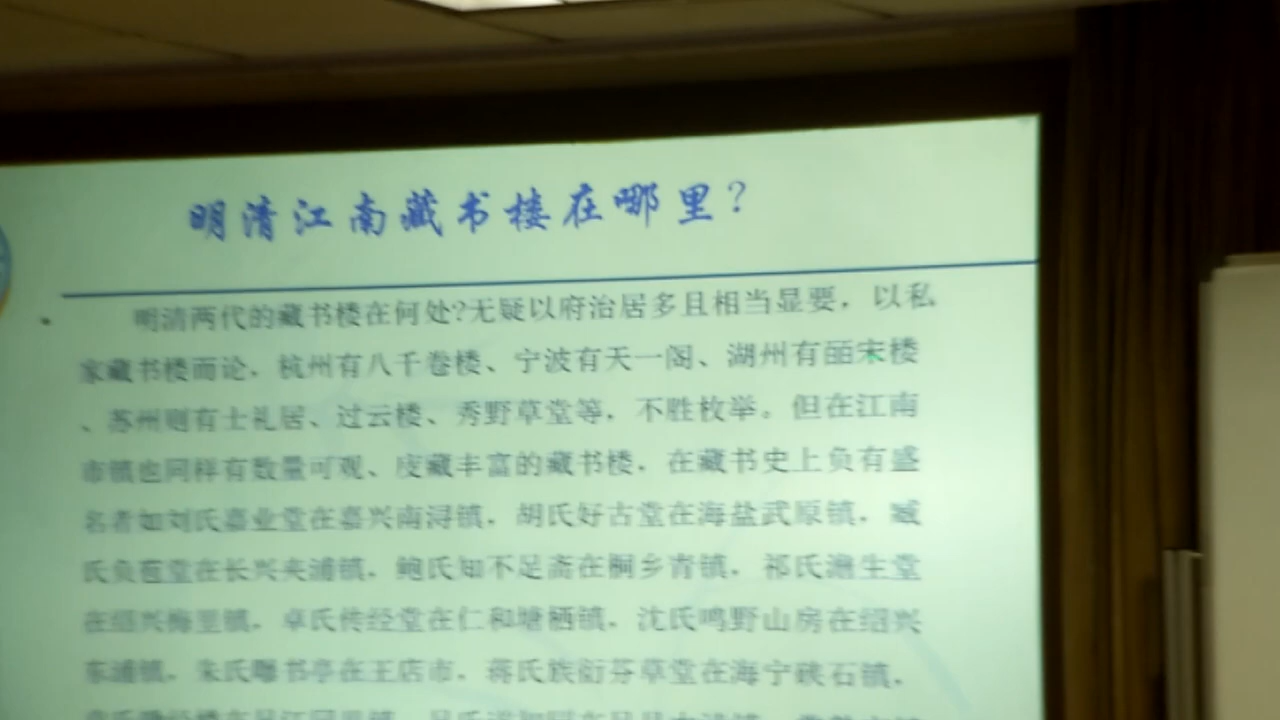 明清江南藏书楼在哪里?
明清两代的藏书楼在何处?无疑以府治居多且相当显要，以私
家藏书楼而论，杭州有八千卷楼、宁波有天一阁、湖州有皕宋楼
、苏州则有士礼居、过云楼、秀野草堂等，不胜枚举。但在江南
市镇也同样有数量可观、庋藏丰富的藏书楼，在藏书史上负有盛
名者如刘氏嘉业堂在嘉兴南浔镇，胡氏好古堂在海盐武原镇，臧
氏负苞堂在长兴夹浦镇，鲍氏知不足斋在桐乡青镇，祁氏澹生堂
在绍兴梅里镇，卓氏传经堂在仁和塘栖镇，沈氏鸣野山房在绍兴
东浦镇，朱氏曝书亭在王店市，蒋氏族衍芬草堂在海宁硖石镇，